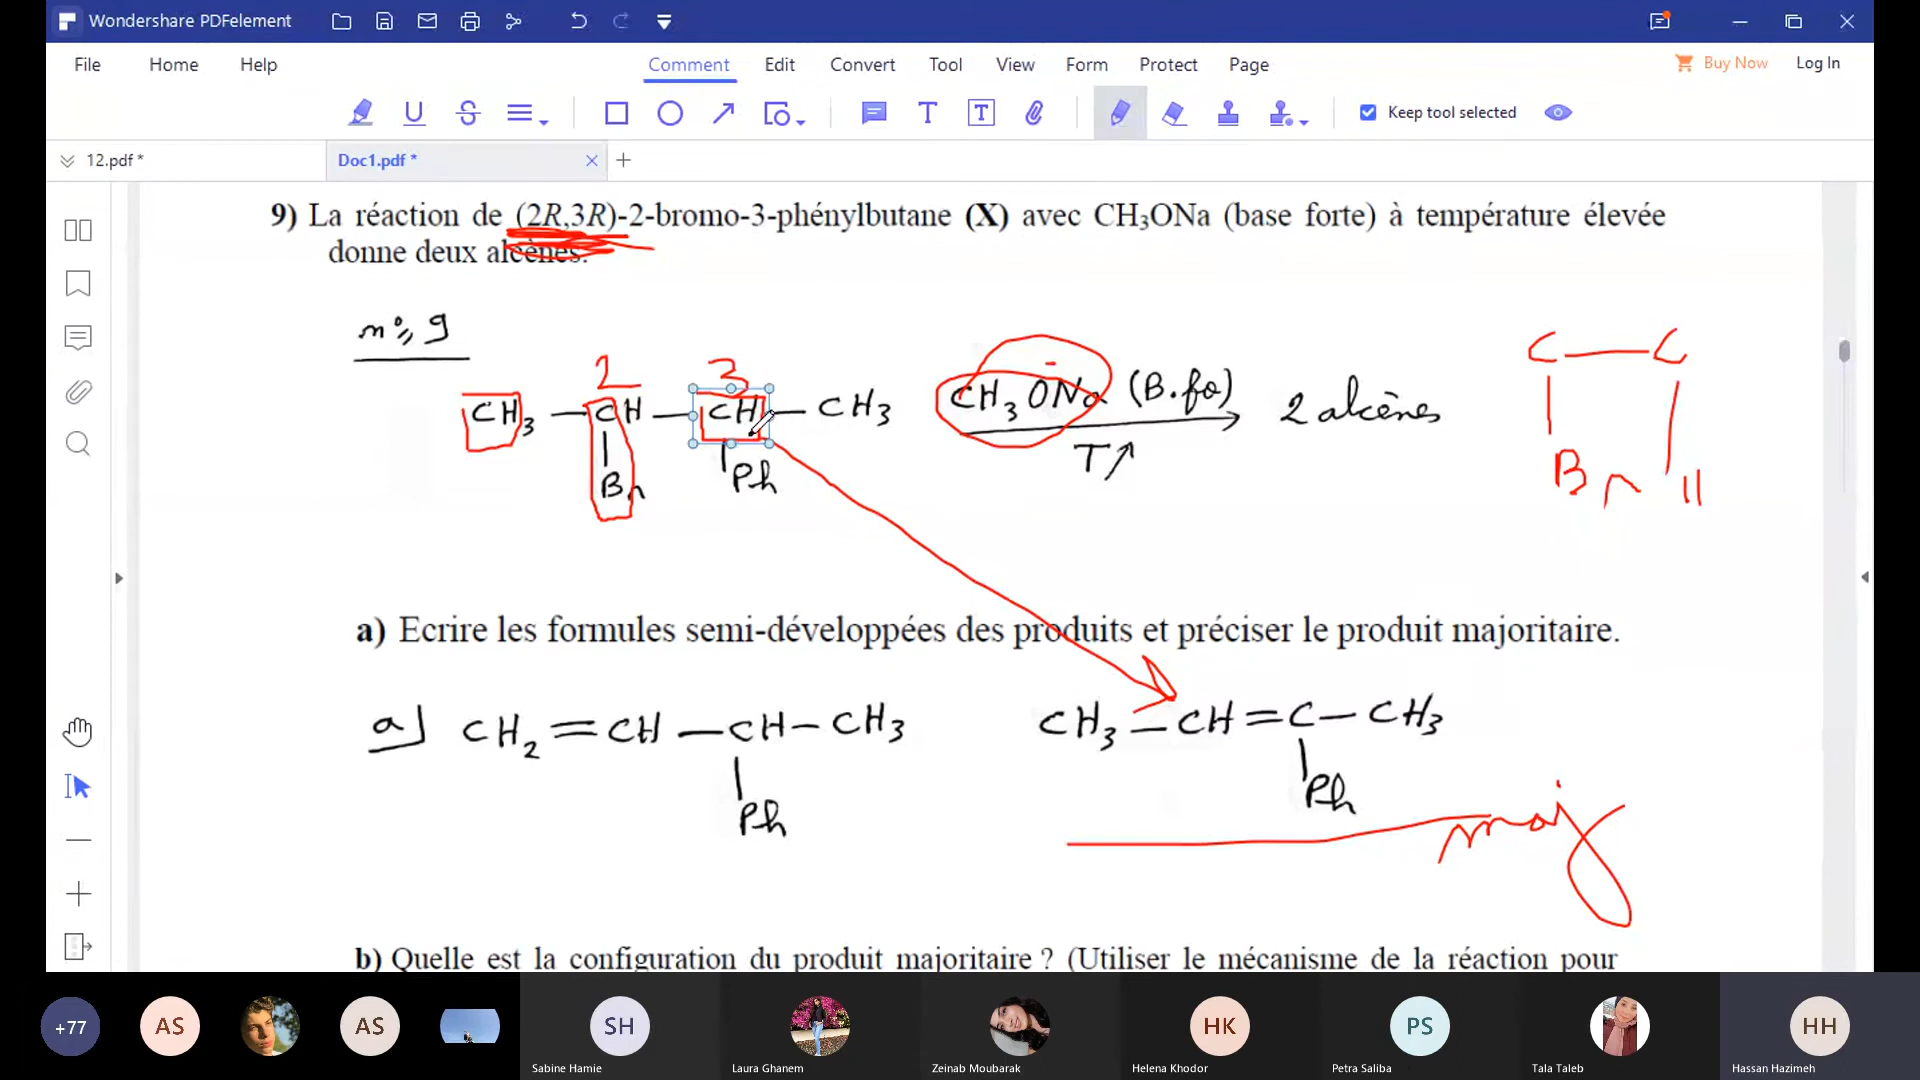 Wondershare PDFelement
File Home Help Comment Edit Convert Tool View Form Protect Page Buy Now Log In
U S T T Keep tool selected
12.pdf * Doc1.pdf *
9) La réaction de (2R,3R)-2-bromo-3-phénylbutane (X) avec CH₃ONa (base forte) à température élevée
donne deux alcènes.
n° 9
2 3
CH₃ — CH — CH — CH₃ CH₃ONa (B.fo) 2 alcènes C — C
Br Ph T↗ Br H
a) Ecrire les formules semi-développées des produits et préciser le produit majoritaire.
a) CH₂ = CH — CH — CH₃ CH₃ — CH = C — CH₃
Ph Ph
maj
b) Quelle est la configuration du produit majoritaire ? (Utiliser le mécanisme de la réaction pour
+77 AS AS SH HK PS HH
Sabine Hamie Laura Ghanem Zeinab Moubarak Helena Khodor Petra Saliba Tala Taleb Hassan Hazimeh